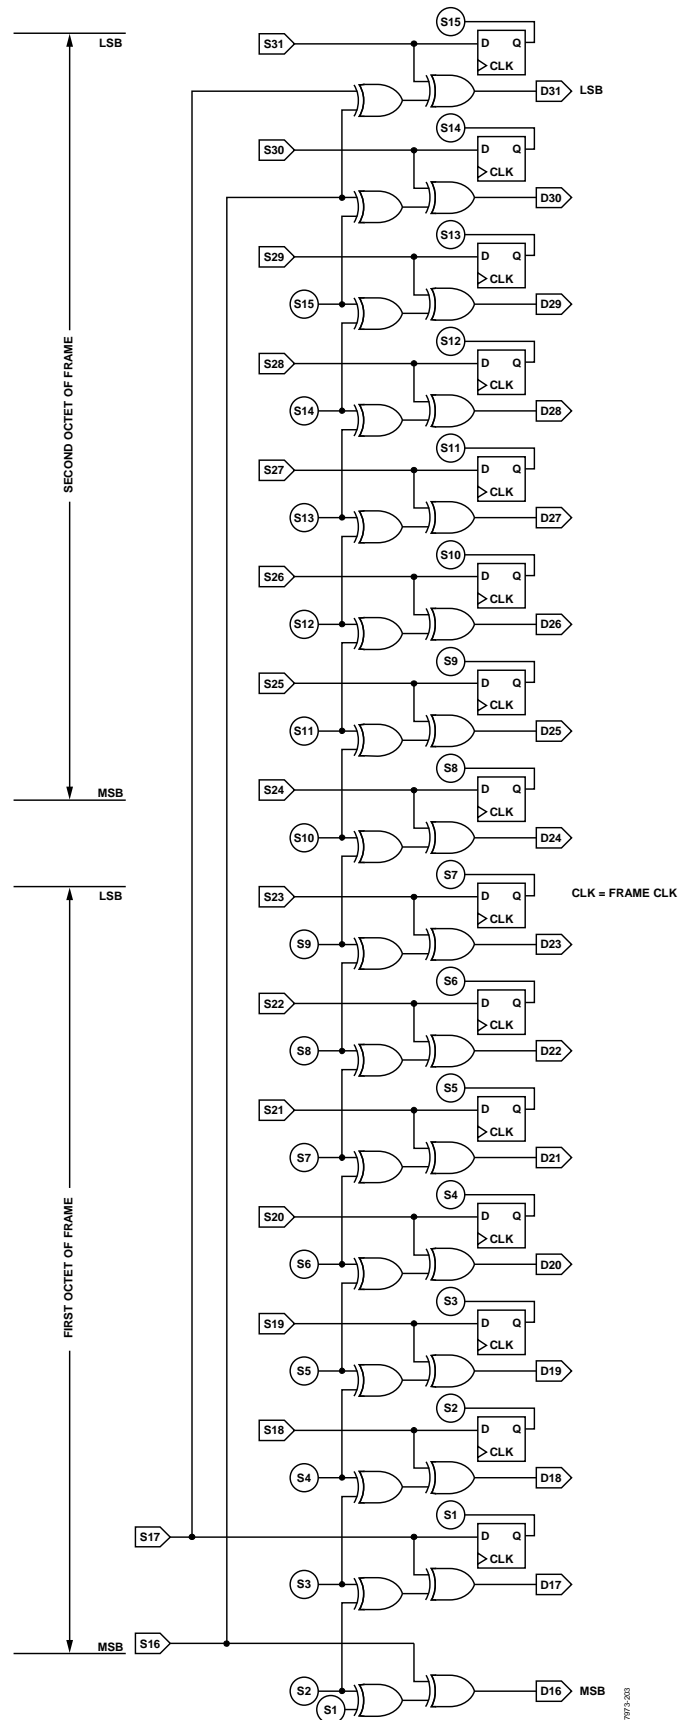 S15
S31 D Q
LSB
CLK
D31 LSB
S14
S30 D Q
CLK
D30
S13
S29 D Q
CLK
S15 D29
S12
S28 D Q
CLK
S14 D28
SECOND OCTET OF FRAME
S11
S27 D Q
CLK
S13 D27
S10
S26 D Q
CLK
S12 D26
S9
S25 D Q
CLK
S11 D25
S8
S24 D Q
MSB
CLK
S10 D24
S7
CLK = FRAME CLK
S23 D Q
LSB
CLK
S9 D23
S6
S22 D Q
CLK
S8 D22
S5
S21 D Q
CLK
S7 D21
S4
S20 D Q
CLK
S6 D20
FIRST OCTET OF FRAME
S3
S19 D Q
CLK
S5 D19
S2
S18 D Q
CLK
S4 D18
S1
S17 D Q
CLK
S3 D17
S16
MSB
S2 D16 MSB
S1
7973-203